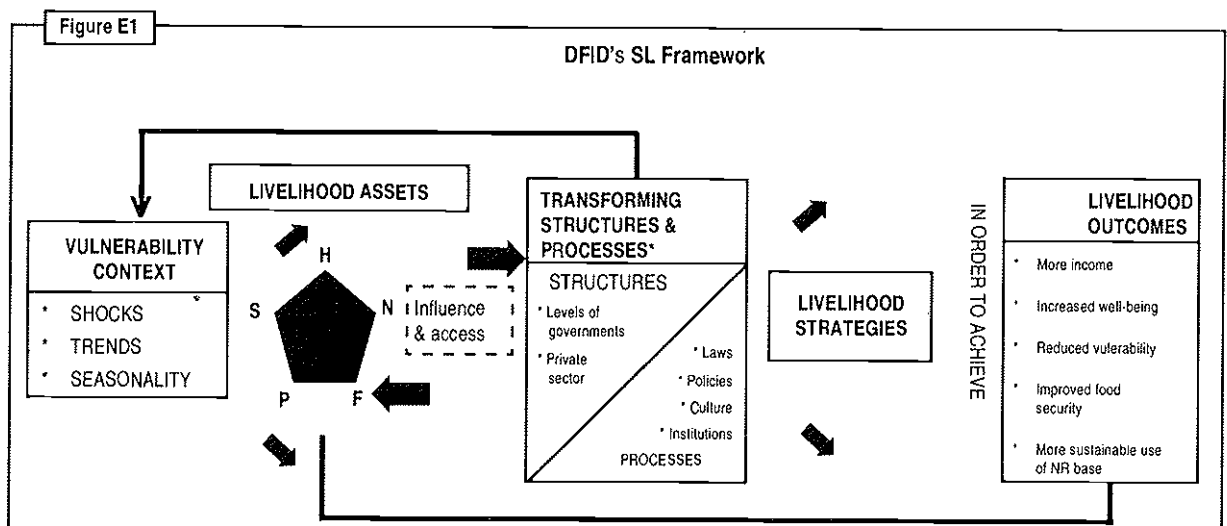 Figure E1
DFID's SL Framework
LIVELIHOOD ASSETS
VULNERABILITY
CONTEXT
* SHOCKS
* TRENDS
* SEASONALITY
H
S
N
P
F
Influence
& access
TRANSFORMING
STRUCTURES &
PROCESSES*
STRUCTURES
* Levels of
governments
* Private
sector
* Laws
* Policies
* Culture
* Institutions
PROCESSES
LIVELIHOOD
STRATEGIES
IN ORDER TO ACHIEVE
LIVELIHOOD
OUTCOMES
* More income
* Increased well-being
* Reduced vulerability
* Improved food
security
* More sustainable use
of NR base